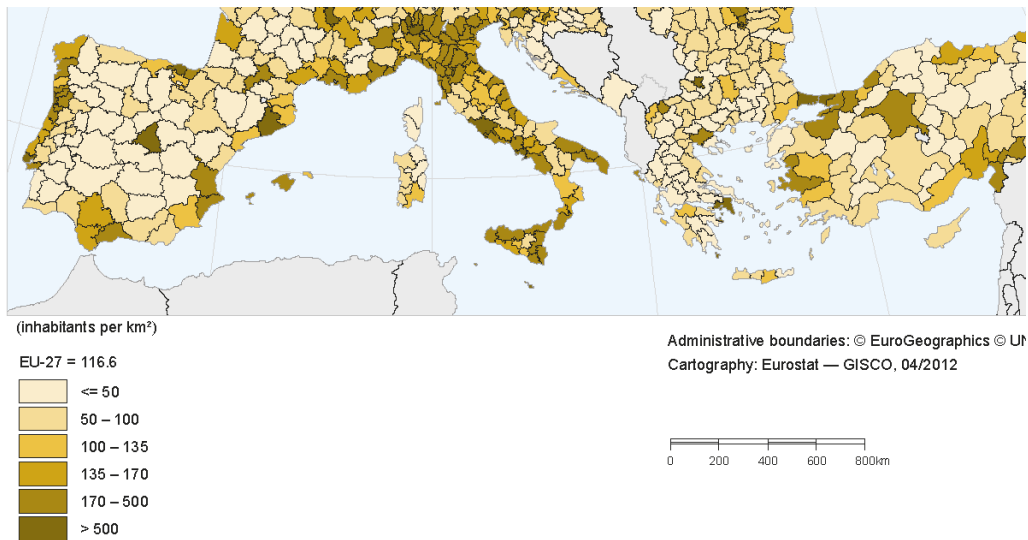 (inhabitants per km²)
EU-27 = 116.6
<= 50
50 – 100
100 – 135
135 – 170
170 – 500
> 500
Administrative boundaries: © EuroGeographics © UN
Cartography: Eurostat — GISCO, 04/2012
0 200 400 600 800km